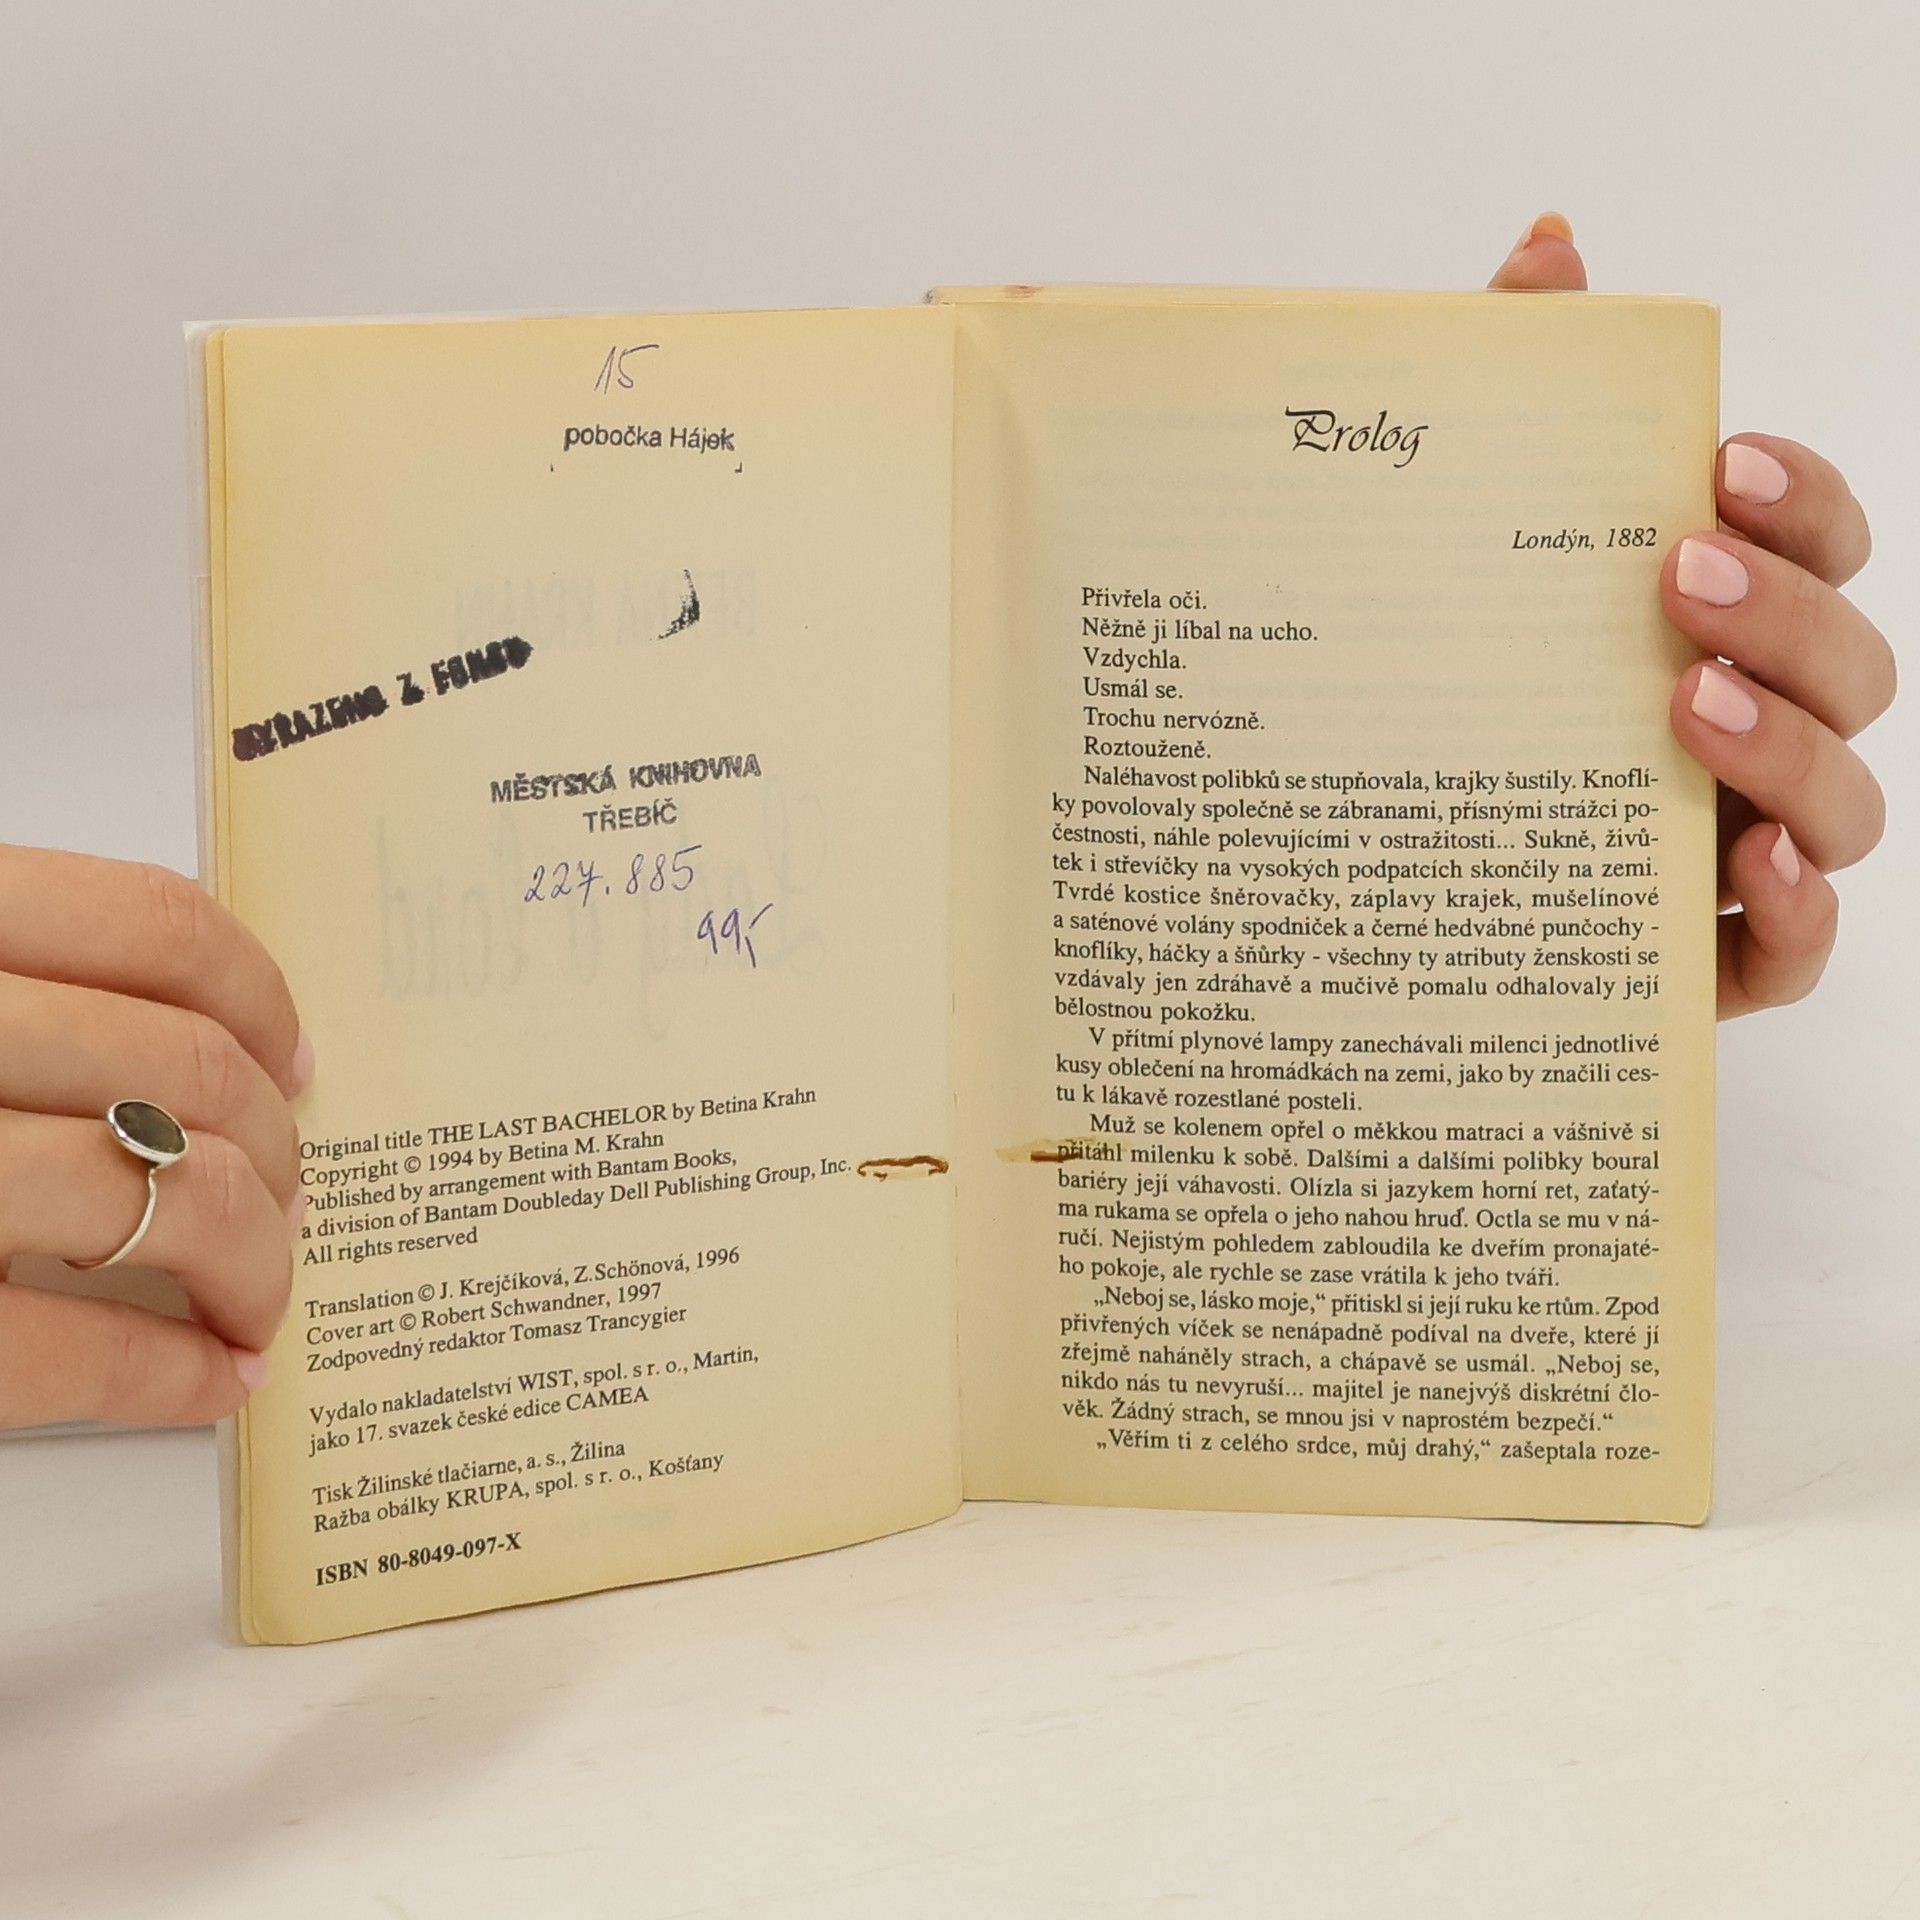 15
pobočka Hájek
VYŘAZENO Z FONDU
MĚSTSKÁ KNIHOVNA
TŘEBÍČ
227.885
99,-
Original title THE LAST BACHELOR by Betina Krahn
Copyright © 1994 by Betina M. Krahn
Published by arrangement with Bantam Books,
a division of Bantam Doubleday Dell Publishing Group, Inc.
All rights reserved
Translation © J. Krejčíková, Z.Schönová, 1996
Cover art © Robert Schwandner, 1997
Zodpovedný redaktor Tomasz Trancygier
Vydalo nakladatelství WIST, spol. s r. o., Martin,
jako 17. svazek české edice CAMEA
Tisk Žilinské tlačiarne, a. s., Žilina
Ražba obálky KRUPA, spol. s r. o., Košťany
ISBN 80-8049-097-X
Prolog
Londýn, 1882
Přivřela oči.
Něžně ji líbal na ucho.
Vzdychla.
Usmál se.
Trochu nervózně.
Roztouženě.
Naléhavost polibků se stupňovala, krajky šustily. Knoflí-
ky povolovaly společně se zábranami, přísnými strážci po-
čestnosti, náhle polevujícími v ostražitosti... Sukně, živů-
tek i střevíčky na vysokých podpatcích skončily na zemi.
Tvrdé kostice šněrovačky, záplavy krajek, mušelínové
a saténové volány spodniček a černé hedvábné punčochy -
knoflíky, háčky a šňůrky - všechny ty atributy ženskosti se
vzdávaly jen zdráhavě a mučivě pomalu odhalovaly její
bělostnou pokožku.
V přítmí plynové lampy zanechávali milenci jednotlivé
kusy oblečení na hromádkách na zemi, jako by značili ces-
tu k lákavě rozestlané posteli.
Muž se kolenem opřel o měkkou matraci a vášnivě si
přitáhl milenku k sobě. Dalšími a dalšími polibky boural
bariéry její váhavosti. Olízla si jazykem horní ret, zaťatý-
ma rukama se opřela o jeho nahou hruď. Octla se mu v ná-
ručí. Nejistým pohledem zabloudila ke dveřím pronajaté-
ho pokoje, ale rychle se zase vrátila k jeho tváři.
„Neboj se, lásko moje,“ přitiskl si její ruku ke rtům. Zpod
přivřených víček se nenápadně podíval na dveře, které jí
zřejmě naháněly strach, a chápavě se usmál. „Neboj se,
nikdo nás tu nevyruší... majitel je nanejvýš diskrétní člo-
věk. Žádný strach, se mnou jsi v naprostém bezpečí.“
„Věřím ti z celého srdce, můj drahý,“ zašeptala roze-